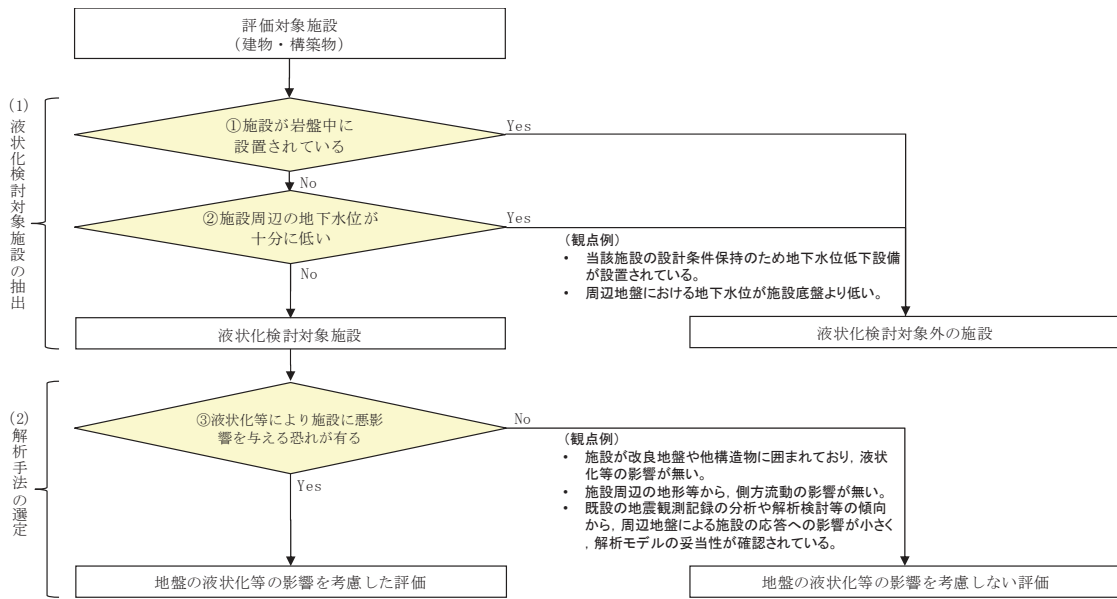 評価対象施設
（建物・構築物）
(1)
液状化検討対象施設の抽出
①施設が岩盤中に
設置されている
Yes
No
②施設周辺の地下水位が
十分に低い
Yes
No
（観点例）
・ 当該施設の設計条件保持のため地下水位低下設備
が設置されている。
・ 周辺地盤における地下水位が施設底盤より低い。
液状化検討対象施設
液状化検討対象外の施設
(2)
解析手法の選定
③液状化等により施設に悪影
響を与える恐れが有る
No
Yes
（観点例）
・ 施設が改良地盤や他構造物に囲まれており，液状
化等の影響が無い。
・ 施設周辺の地形等から，側方流動の影響が無い。
・ 既設の地震観測記録の分析や解析検討等の傾向
から，周辺地盤による施設の応答への影響が小さく
，解析モデルの妥当性が確認されている。
地盤の液状化等の影響を考慮した評価
地盤の液状化等の影響を考慮しない評価